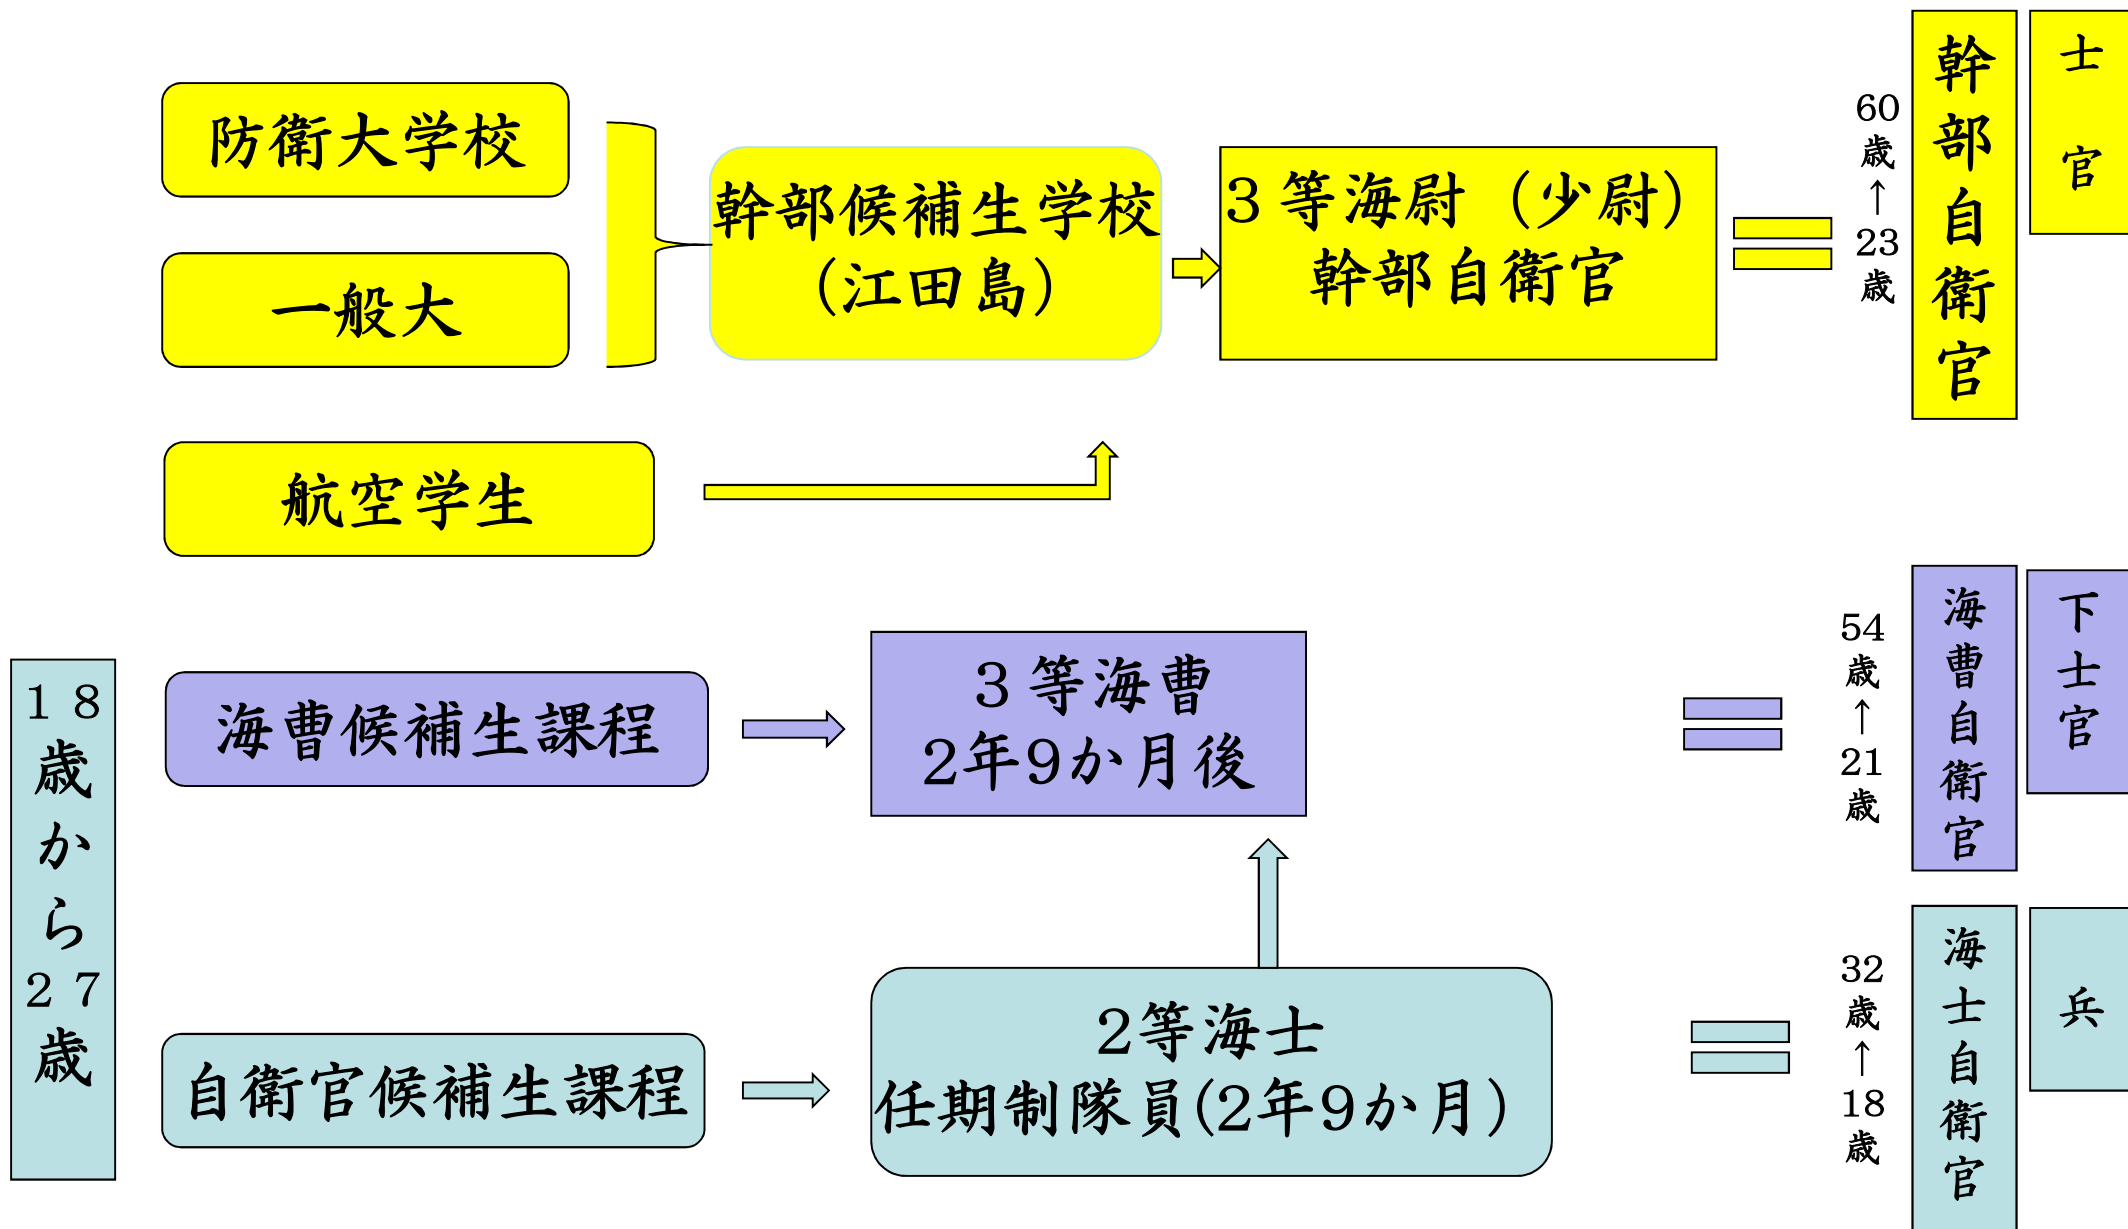 防衛大学校
一般大
幹部候補生学校
（江田島）
3等海尉（少尉）
幹部自衛官
60
歳
↑
23
歳
幹部自衛官
士官
航空学生
18歳から27歳
海曹候補生課程
3等海曹
2年9か月後
54
歳
↑
21
歳
海曹自衛官
下士官
自衛官候補生課程
2等海士
任期制隊員(2年9か月）
32
歳
↑
18
歳
海士自衛官
兵